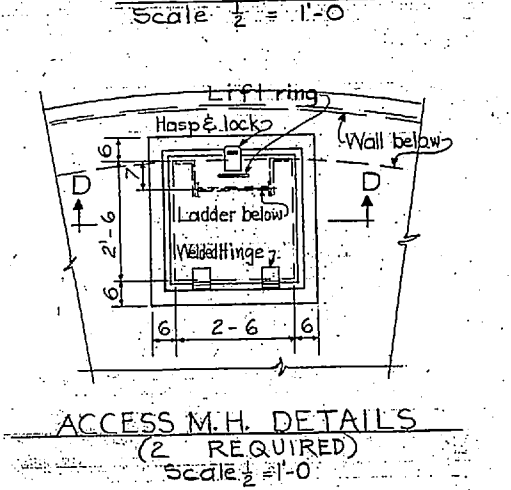 Scale ½ = 1'-0
Lift ring
Hasp & lock
Wall below
6
7
D
D
Ladder below
2'-6
Welded Hinge
6
6
2-6
6
ACCESS M.H. DETAILS
(2 REQUIRED)
Scale ½ = 1'-0